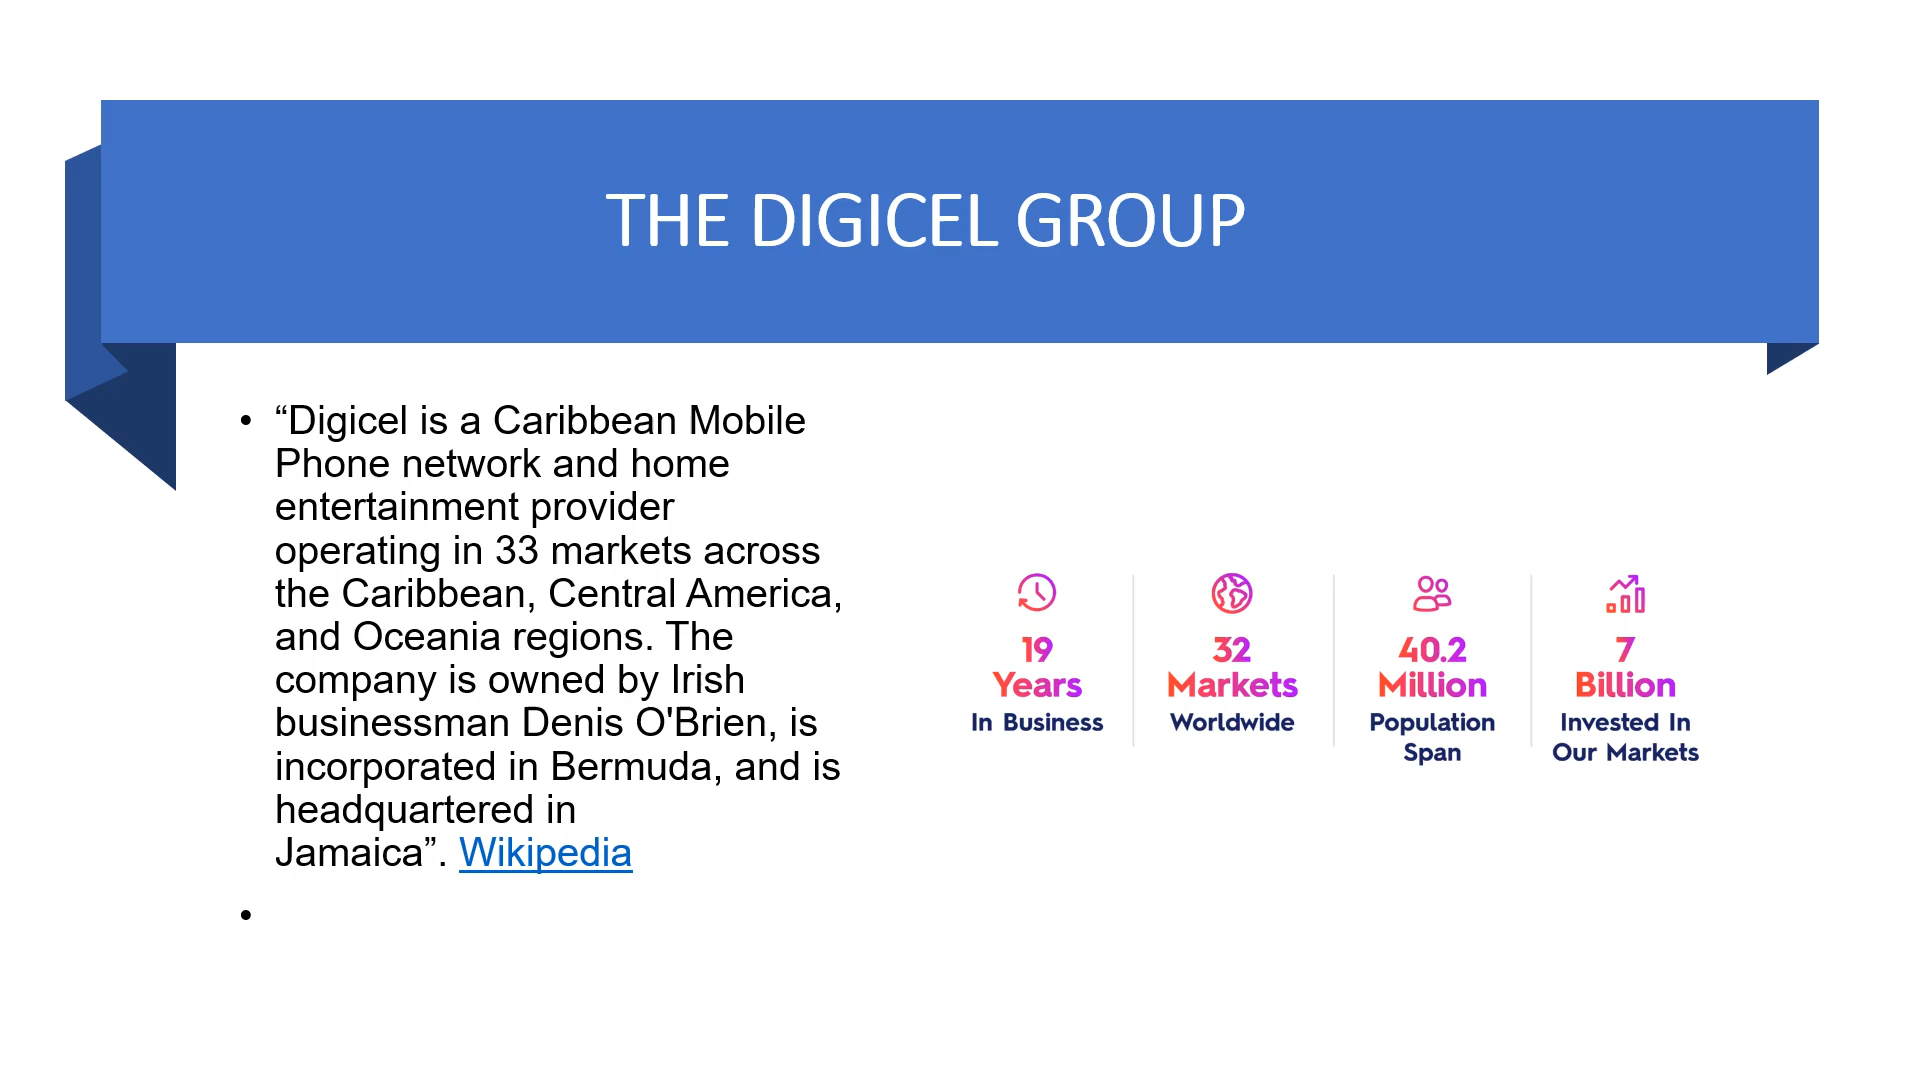 THE DIGICEL GROUP
• “Digicel is a Caribbean Mobile
Phone network and home
entertainment provider
operating in 33 markets across
the Caribbean, Central America,
and Oceania regions. The
company is owned by Irish
businessman Denis O'Brien, is
incorporated in Bermuda, and is
headquartered in
Jamaica”. Wikipedia
•
19
Years
In Business
32
Markets
Worldwide
40.2
Million
Population
Span
7
Billion
Invested In
Our Markets